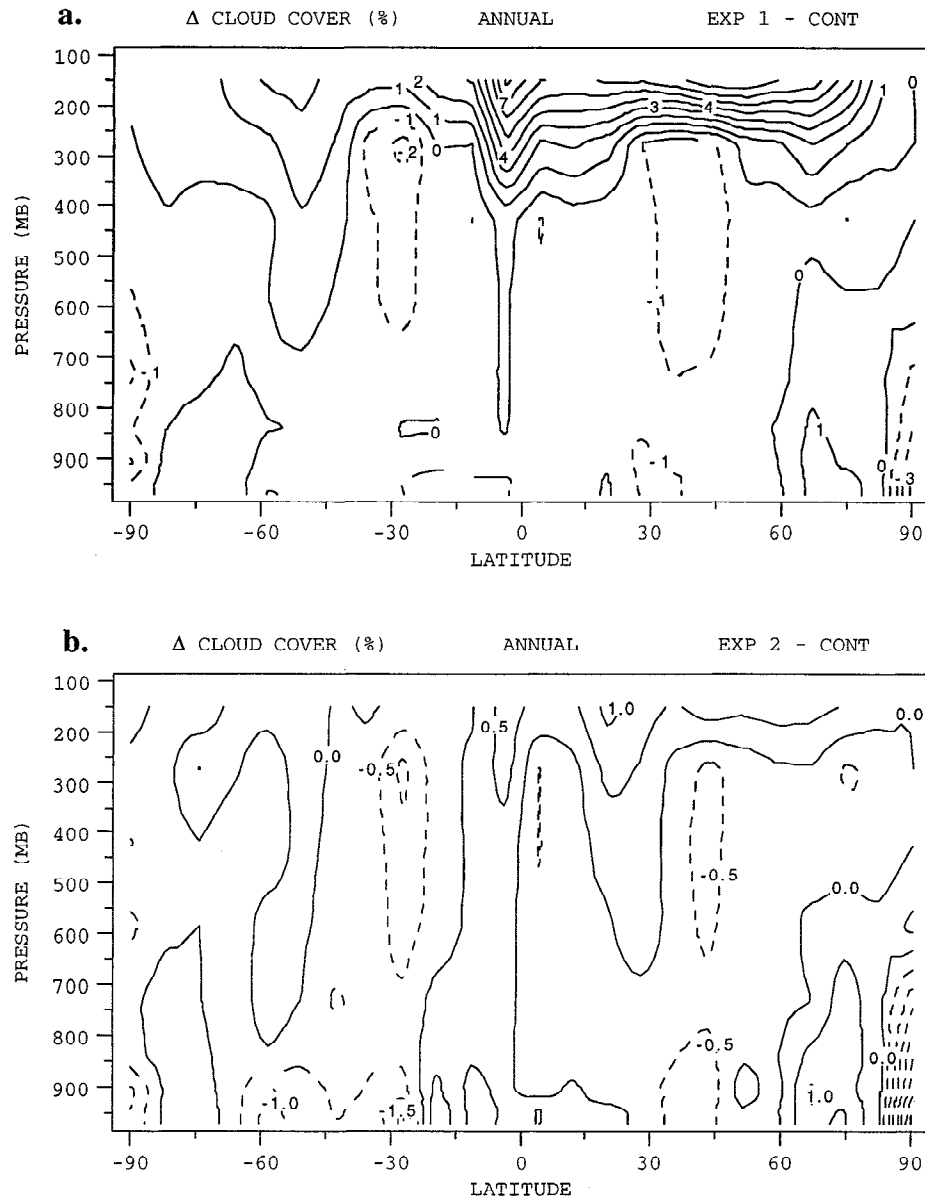 a.
Δ CLOUD COVER (%) ANNUAL EXP 1 - CONT
100
200
300
400
500
600
700
800
900
PRESSURE (MB)
-90 -60 -30 0 30 60 90
LATITUDE
1 2 7 3 4 1 0
-1 1
-2 0 4
0
-1
-1
0 1
-1 0 -3
b.
Δ CLOUD COVER (%) ANNUAL EXP 2 - CONT
100
200
300
400
500
600
700
800
900
PRESSURE (MB)
-90 -60 -30 0 30 60 90
LATITUDE
0.5 1.0 0.0
0.0 -0.5
-0.5 0.0
-0.5 0.0
-1.0 -1.5 1.0